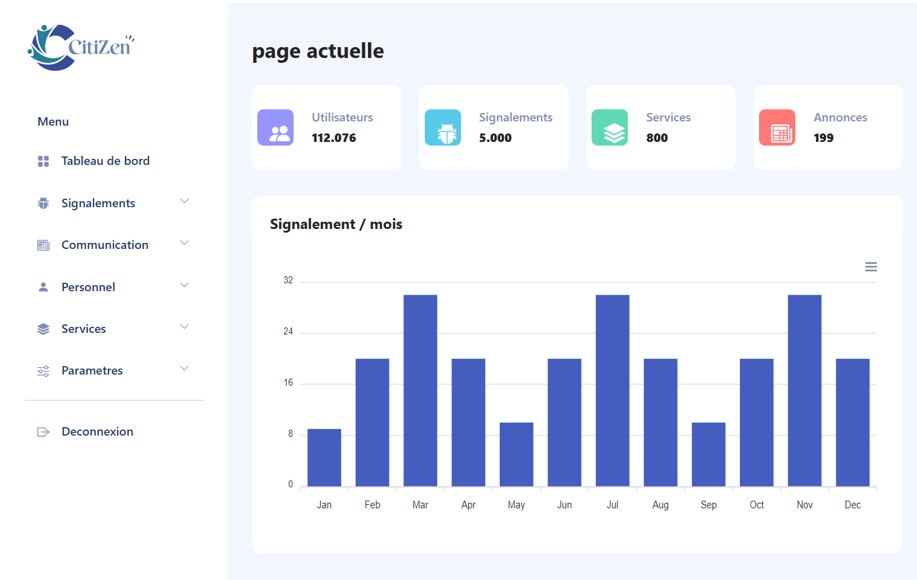 CitiZen
Menu
Tableau de bord
Signalements
Communication
Personnel
Services
Parametres
Deconnexion
page actuelle
Utilisateurs
112.076
Signalements
5.000
Services
800
Annonces
199
Signalement / mois
32
24
16
8
0
Jan Feb Mar Apr May Jun Jul Aug Sep Oct Nov Dec